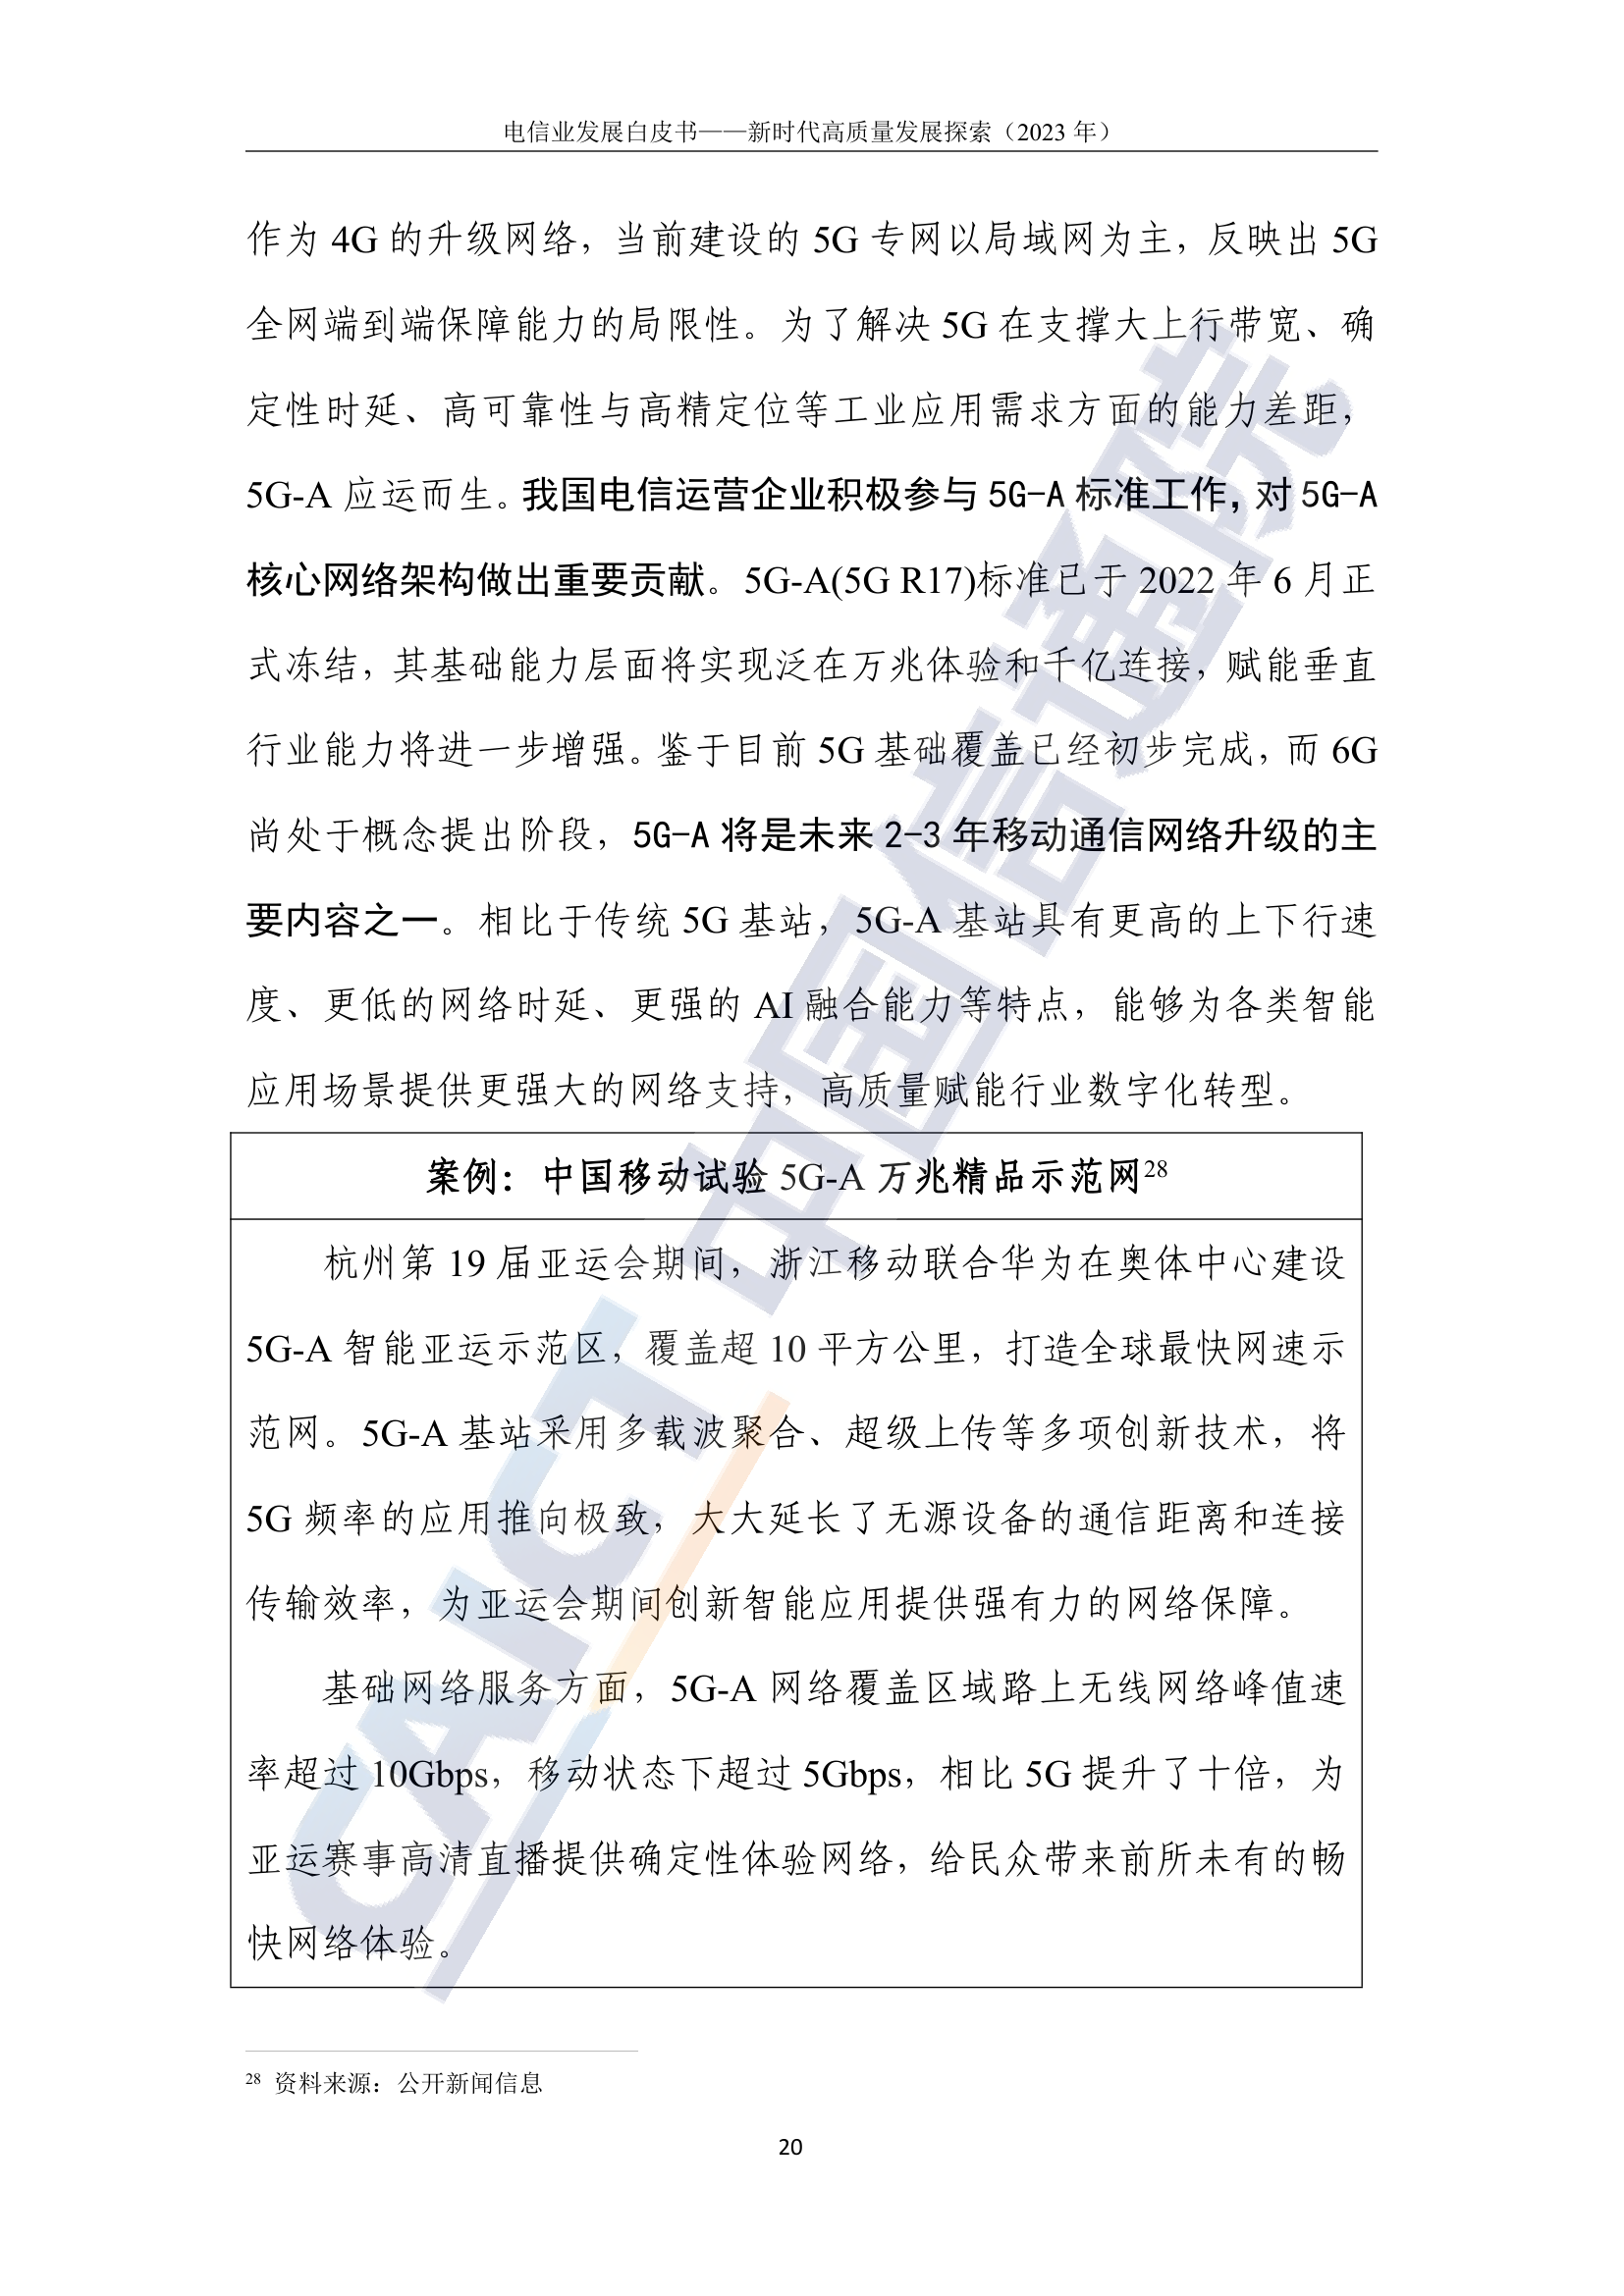 电信业发展白皮书——新时代高质量发展探索（2023 年）
作为 4G 的升级网络，当前建设的 5G 专网以局域网为主，反映出 5G
全网端到端保障能力的局限性。为了解决 5G 在支撑大上行带宽、确
定性时延、高可靠性与高精定位等工业应用需求方面的能力差距，
5G-A 应运而生。我国电信运营企业积极参与 5G-A 标准工作，对 5G-A
核心网络架构做出重要贡献。5G-A(5G R17)标准已于 2022 年 6 月正
式冻结，其基础能力层面将实现泛在万兆体验和千亿连接，赋能垂直
行业能力将进一步增强。鉴于目前 5G 基础覆盖已经初步完成，而 6G
尚处于概念提出阶段，5G-A 将是未来 2-3 年移动通信网络升级的主
要内容之一。相比于传统 5G 基站，5G-A 基站具有更高的上下行速
度、更低的网络时延、更强的 AI 融合能力等特点，能够为各类智能
应用场景提供更强大的网络支持，高质量赋能行业数字化转型。
案例：中国移动试验 5G-A 万兆精品示范网28
杭州第 19 届亚运会期间，浙江移动联合华为在奥体中心建设
5G-A 智能亚运示范区，覆盖超 10 平方公里，打造全球最快网速示
范网。5G-A 基站采用多载波聚合、超级上传等多项创新技术，将
5G 频率的应用推向极致，大大延长了无源设备的通信距离和连接
传输效率，为亚运会期间创新智能应用提供强有力的网络保障。
基础网络服务方面，5G-A 网络覆盖区域路上无线网络峰值速
率超过 10Gbps，移动状态下超过 5Gbps，相比 5G 提升了十倍，为
亚运赛事高清直播提供确定性体验网络，给民众带来前所未有的畅
快网络体验。
28 资料来源：公开新闻信息
20
CAICT 中国信通院